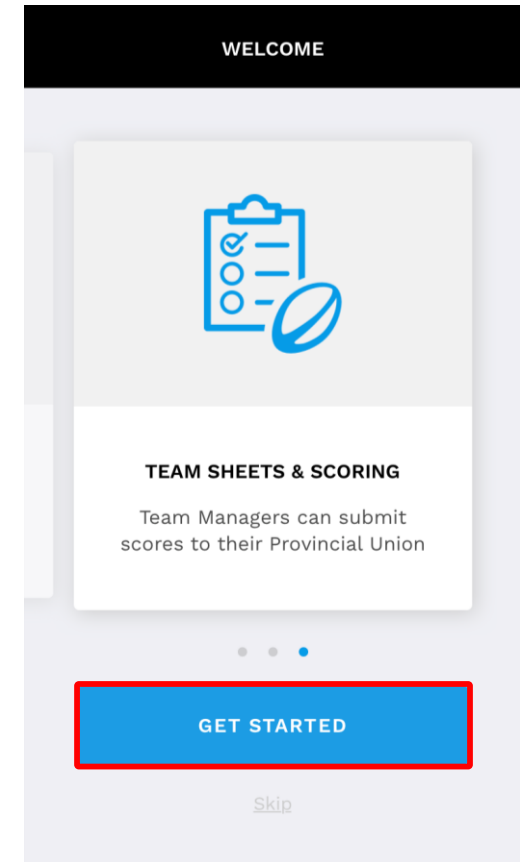 WELCOME
TEAM SHEETS & SCORING
Team Managers can submit
scores to their Provincial Union
GET STARTED
Skip